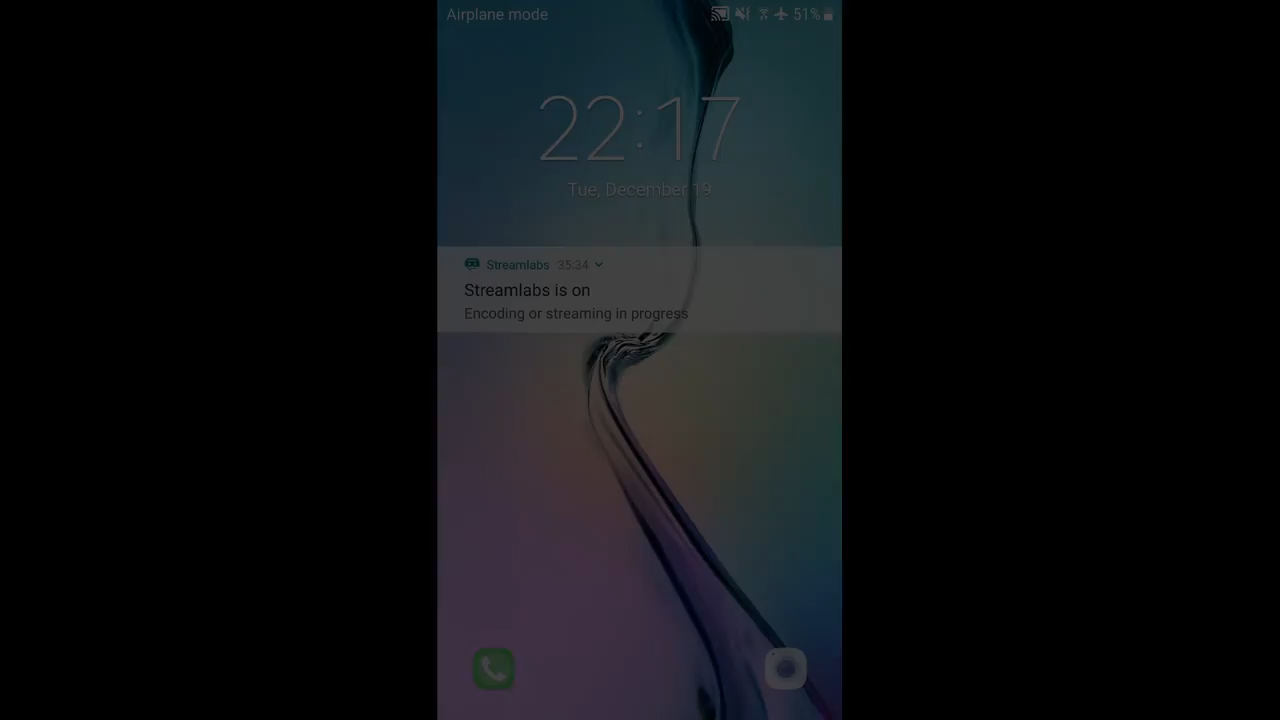 Airplane mode 51%
22:17
Tue, December 19
Streamlabs 35:34
Streamlabs is on
Encoding or streaming in progress